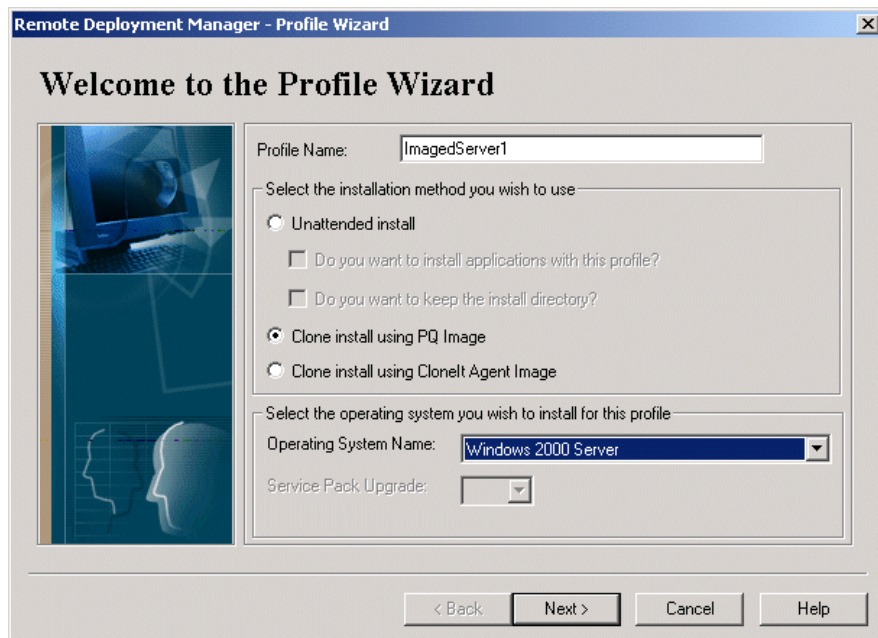 Remote Deployment Manager - Profile Wizard
Welcome to the Profile Wizard
Profile Name: ImagedServer1
Select the installation method you wish to use
Unattended install
Do you want to install applications with this profile?
Do you want to keep the install directory?
Clone install using PQ Image
Clone install using CloneIt Agent Image
Select the operating system you wish to install for this profile
Operating System Name: Windows 2000 Server
Service Pack Upgrade:
< Back Next > Cancel Help